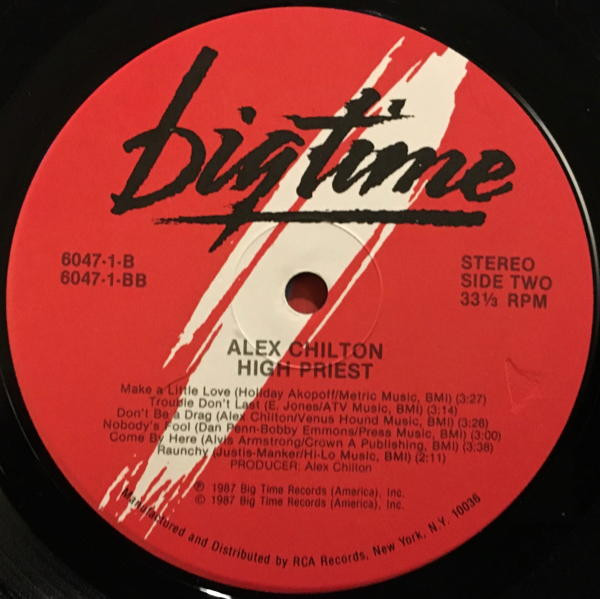 bigtime
6047-1-B
6047-1-BB
STEREO
SIDE TWO
33⅓ RPM
ALEX CHILTON
HIGH PRIEST
Make a Little Love (Holiday Akopoff/Metric Music, BMI) (3:27)
Trouble Don't Last (E. Jones/ATV Music, BMI) (3:14)
Don't Be a Drag (Alex Chilton/Venus Hound Music, BMI) (3:26)
Nobody's Fool (Dan Penn-Bobby Emmons/Press Music, BMI) (3:00)
Come By Here (Alvis Armstrong/Crown A Publishing, BMI) (3:38)
Raunchy (Justis-Manker/Hi-Lo Music, BMI) (2:11)
PRODUCER: Alex Chilton
℗ 1987 Big Time Records (America), Inc.
© 1987 Big Time Records (America), Inc.
Manufactured and Distributed by RCA Records, New York, N.Y. 10036